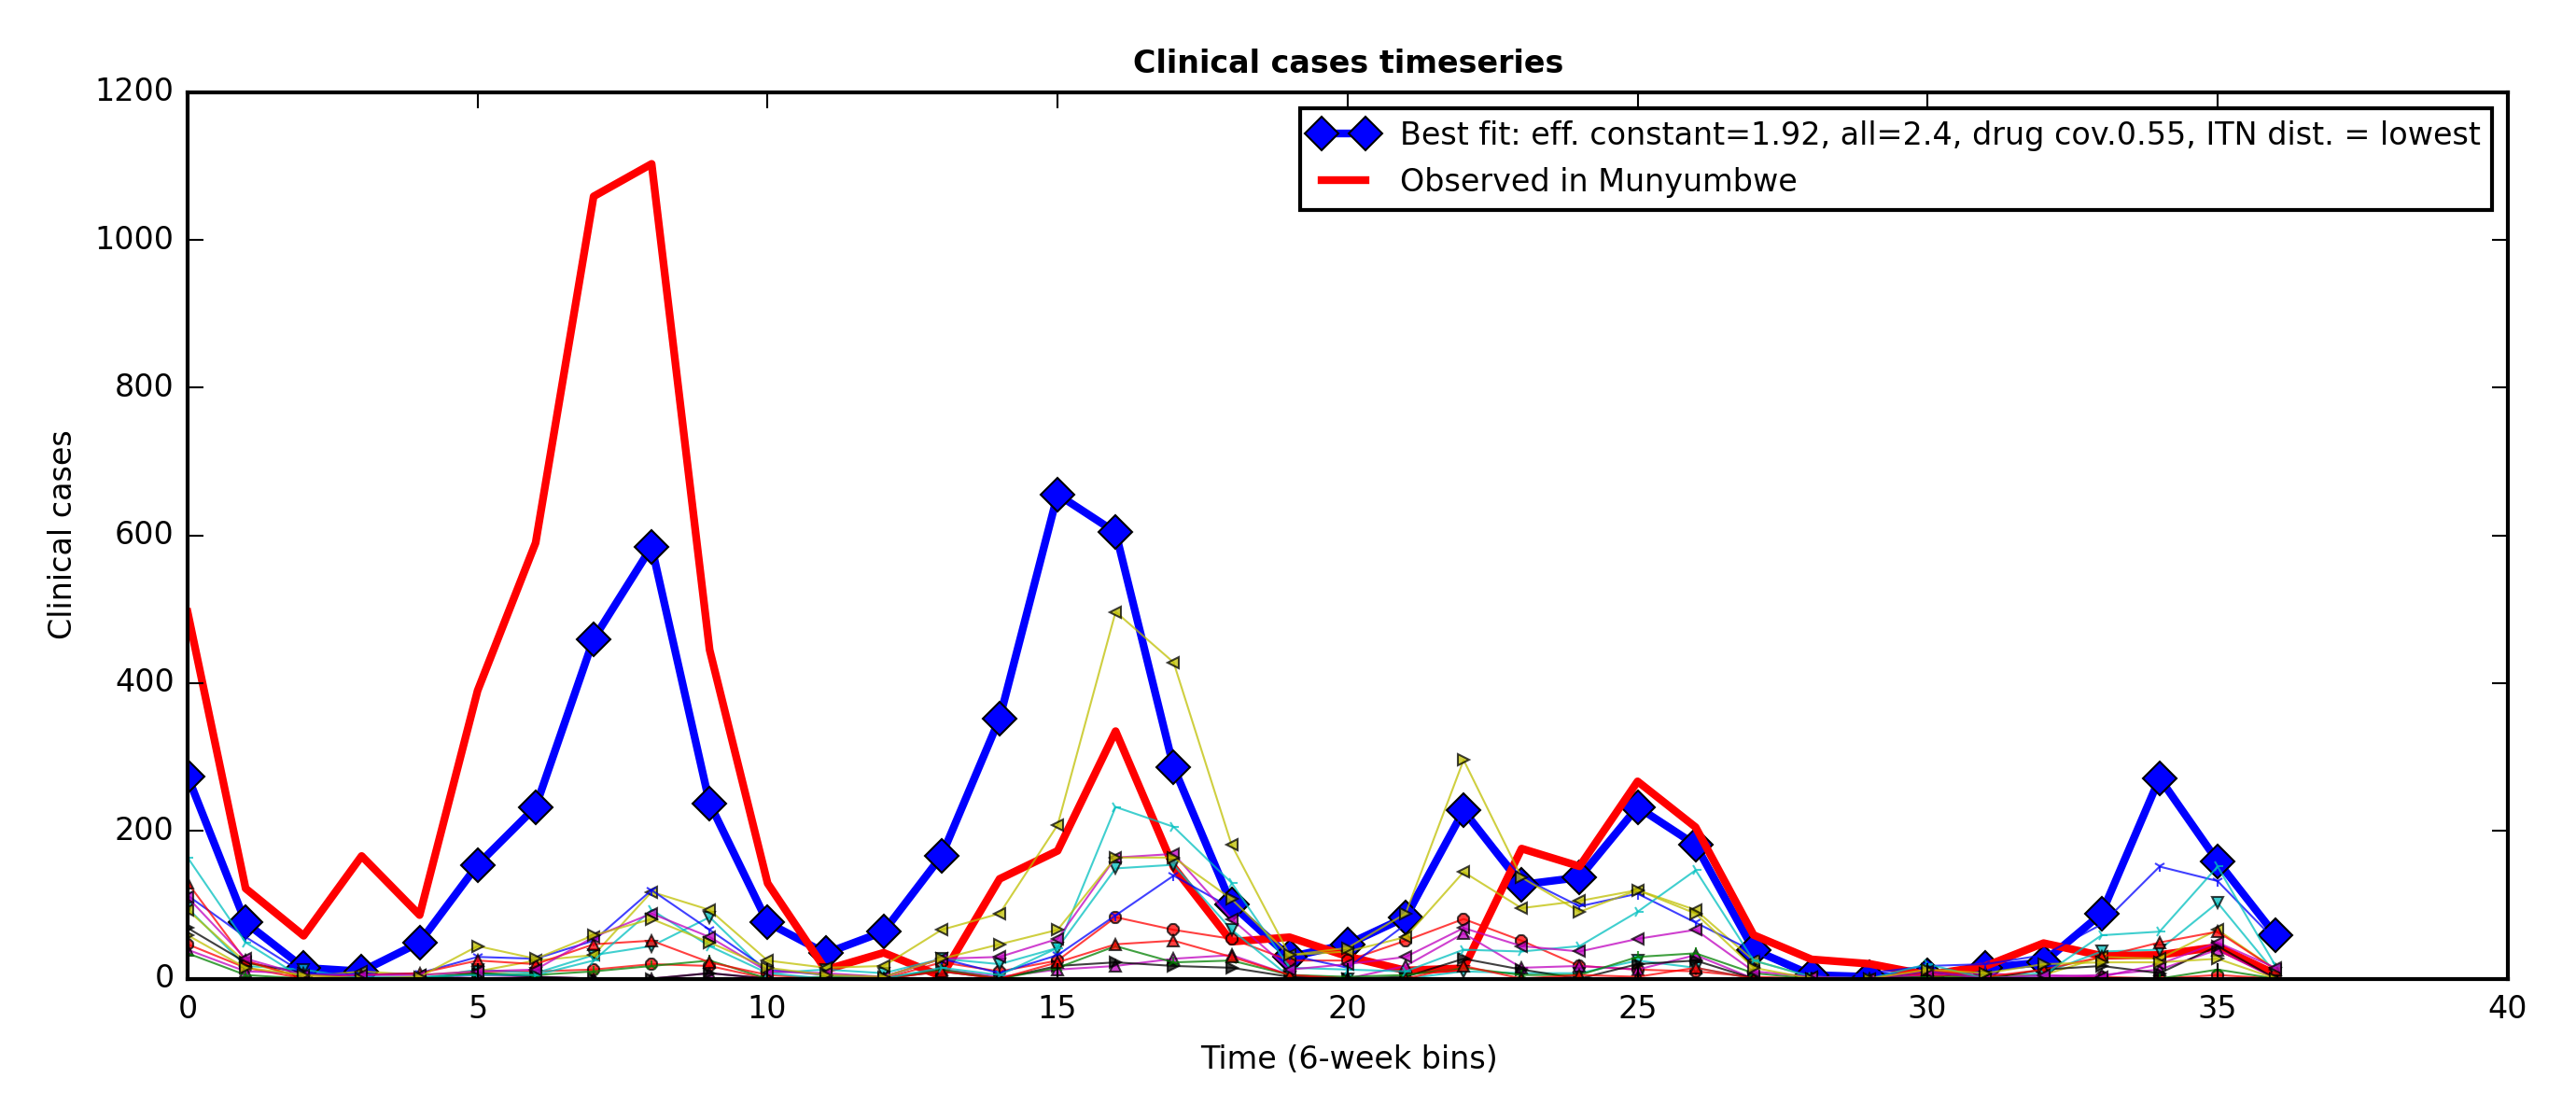 Clinical cases timeseries
1200
1000
800
600
400
200
0
Clinical cases
Best fit: eff. constant=1.92, all=2.4, drug cov.0.55, ITN dist. = lowest
Observed in Munyumbwe
0 5 10 15 20 25 30 35 40
Time (6-week bins)